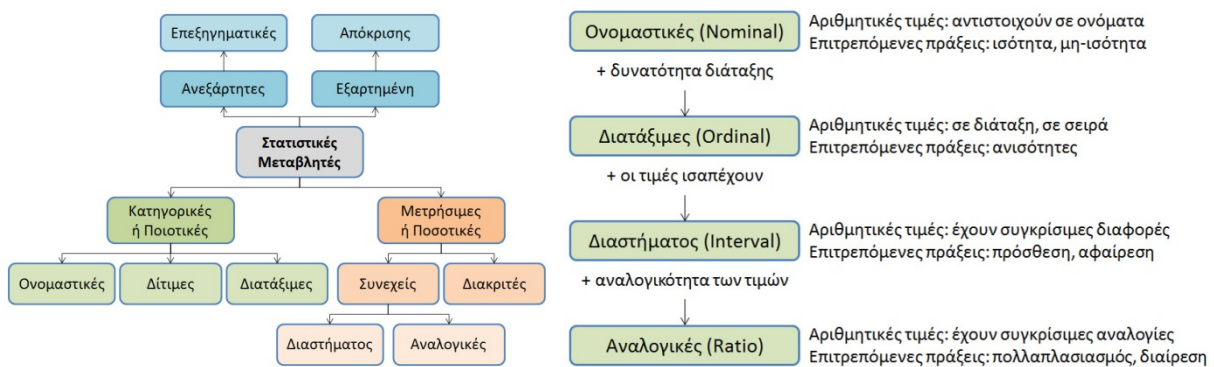 Επεξηγηματικές
Απόκρισης
Ανεξάρτητες
Εξαρτημένη
Στατιστικές
Μεταβλητές
Κατηγορικές
ή Ποιοτικές
Μετρήσιμες
ή Ποσοτικές
Ονομαστικές
Δίτιμες
Διατάξιμες
Συνεχείς
Διακριτές
Διαστήματος
Αναλογικές
Ονομαστικές (Nominal)
Αριθμητικές τιμές: αντιστοιχούν σε ονόματα
Επιτρεπόμενες πράξεις: ισότητα, μη-ισότητα
+ δυνατότητα διάταξης
Διατάξιμες (Ordinal)
Αριθμητικές τιμές: σε διάταξη, σε σειρά
Επιτρεπόμενες πράξεις: ανισότητες
+ οι τιμές ισαπέχουν
Διαστήματος (Interval)
Αριθμητικές τιμές: έχουν συγκρίσιμες διαφορές
Επιτρεπόμενες πράξεις: πρόσθεση, αφαίρεση
+ αναλογικότητα των τιμών
Αναλογικές (Ratio)
Αριθμητικές τιμές: έχουν συγκρίσιμες αναλογίες
Επιτρεπόμενες πράξεις: πολλαπλασιασμός, διαίρεση